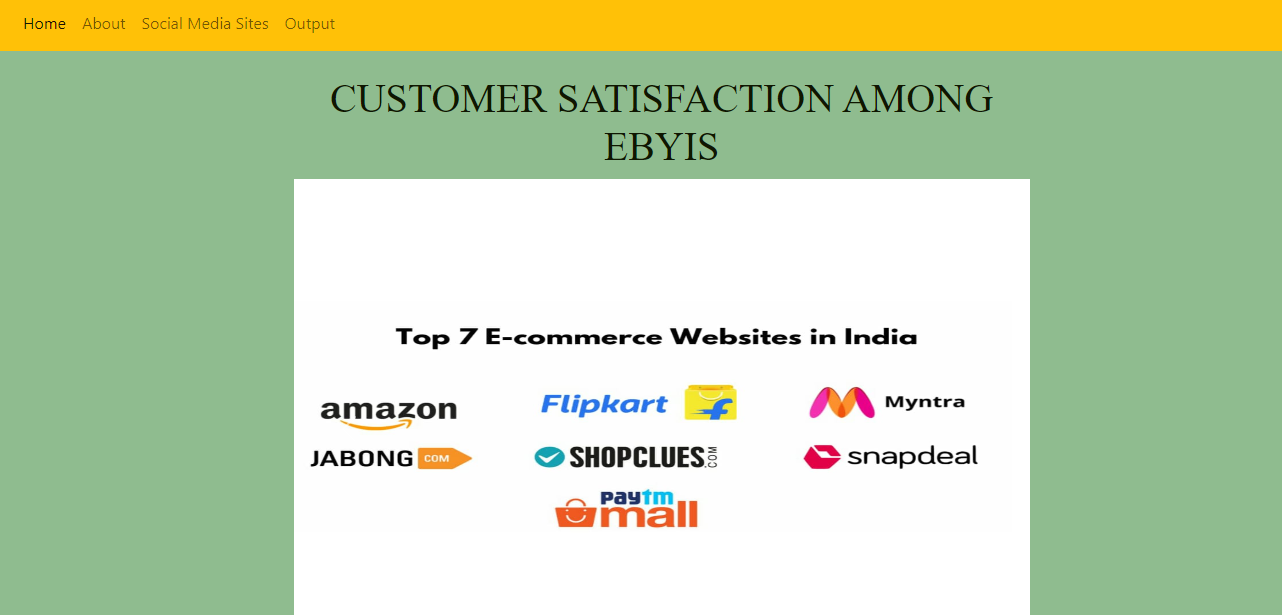 Home About Social Media Sites Output
CUSTOMER SATISFACTION AMONG
EBYIS
Top 7 E-commerce Websites in India
amazon Flipkart Myntra
JABONG COM SHOPCLUES.COM snapdeal
paytm
mall